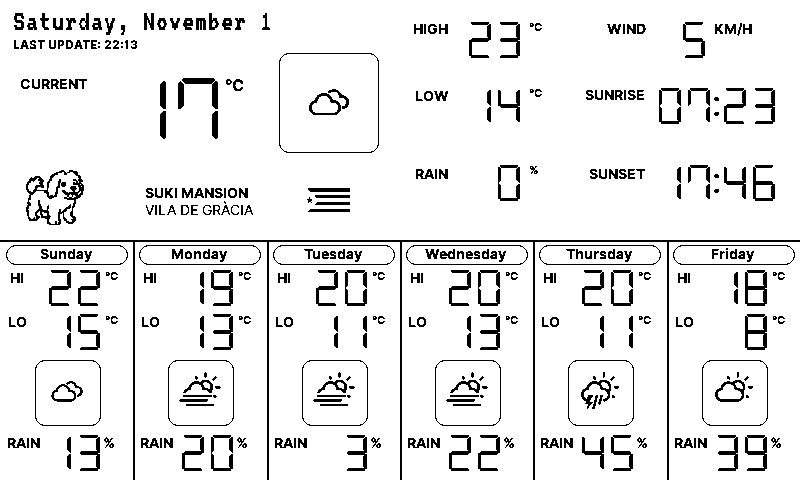 Saturday, November 1
LAST UPDATE: 22:13
CURRENT 17 °C
SUKI MANSION
VILA DE GRÀCIA
HIGH 23 °C
WIND 5 KM/H
LOW 14 °C
SUNRISE 07:23
RAIN 0 %
SUNSET 17:46
Sunday
HI 22 °C
LO 15 °C
RAIN 13 %
Monday
HI 19 °C
LO 13 °C
RAIN 20 %
Tuesday
HI 20 °C
LO 11 °C
RAIN 3 %
Wednesday
HI 20 °C
LO 13 °C
RAIN 22 %
Thursday
HI 20 °C
LO 11 °C
RAIN 45 %
Friday
HI 18 °C
LO 8 °C
RAIN 39 %